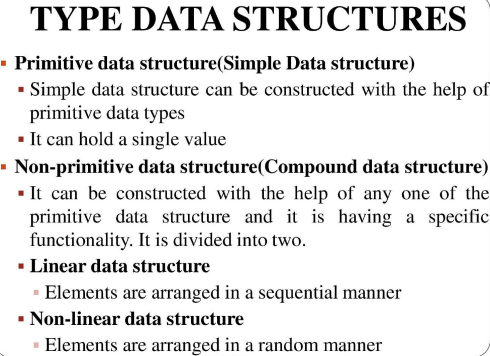 TYPE DATA STRUCTURES
▪ Primitive data structure(Simple Data structure)
▪ Simple data structure can be constructed with the help of
primitive data types
▪ It can hold a single value
▪ Non-primitive data structure(Compound data structure)
▪ It can be constructed with the help of any one of the
primitive data structure and it is having a specific
functionality. It is divided into two.
▪ Linear data structure
▪ Elements are arranged in a sequential manner
▪ Non-linear data structure
▪ Elements are arranged in a random manner